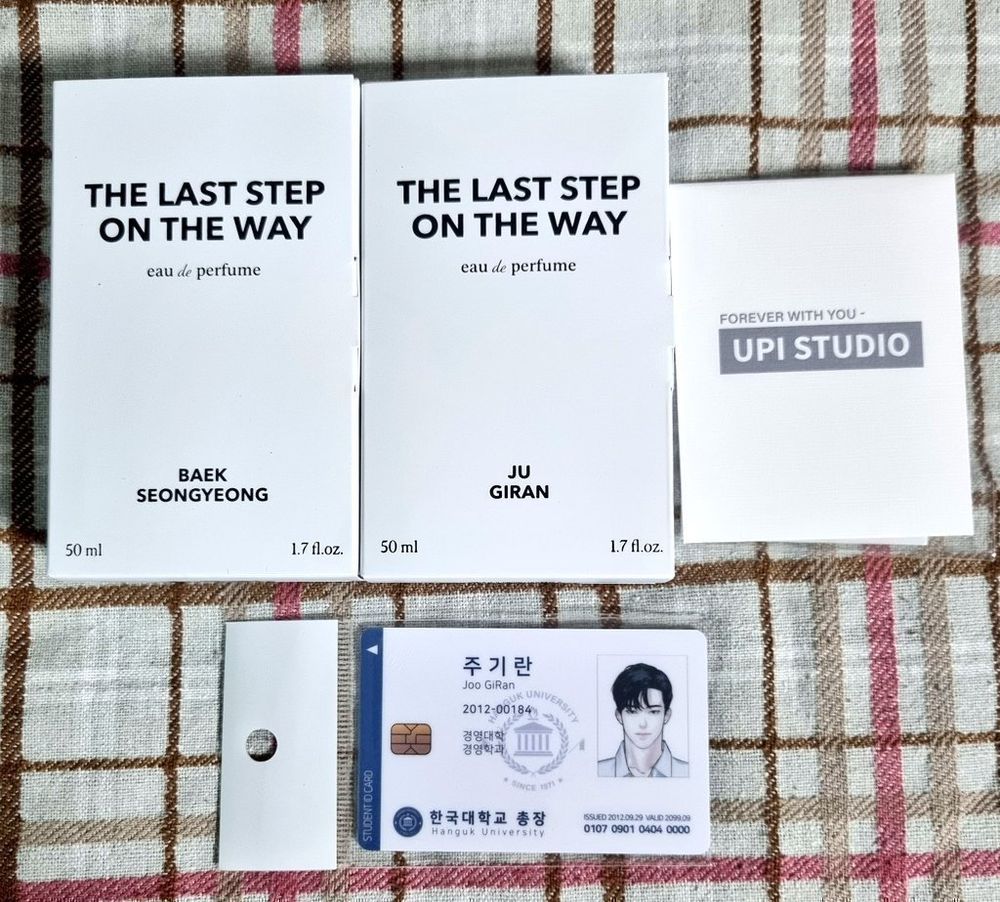 THE LAST STEP
ON THE WAY
eau de perfume
BAEK
SEONGYEONG
50 ml
1.7 fl.oz.
THE LAST STEP
ON THE WAY
eau de perfume
JU
GIRAN
50 ml
1.7 fl.oz.
FOREVER WITH YOU -
UPI STUDIO
STUDENT ID CARD
주기란
Joo GiRan
2012-00184
경영대학
경영학과
HANGUK UNIVERSITY
SINCE 1971
한국대학교 총장
Hanguk University
ISSUED 2012.09.29 VALID 2099.09
0107 0901 0404 0000